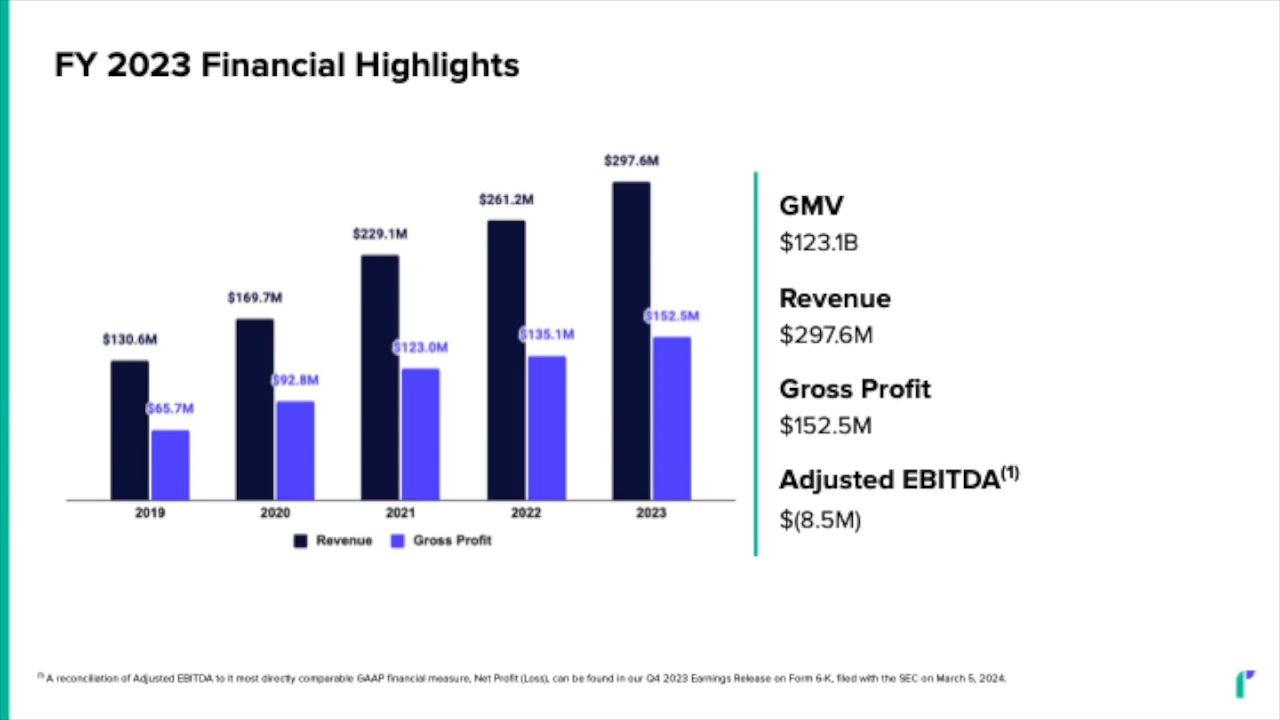 FY 2023 Financial Highlights
$297.6M
$261.2M
$229.1M
$169.7M
$130.6M
$152.5M
$135.1M
$123.0M
$92.8M
$65.7M
2019 2020 2021 2022 2023
Revenue Gross Profit
GMV
$123.1B
Revenue
$297.6M
Gross Profit
$152.5M
Adjusted EBITDA(1)
$(8.5M)
(1) A reconciliation of Adjusted EBITDA to it most directly comparable GAAP financial measure, Net Profit (Loss), can be found in our Q4 2023 Earnings Release on Form 6-K, filed with the SEC on March 5, 2024.